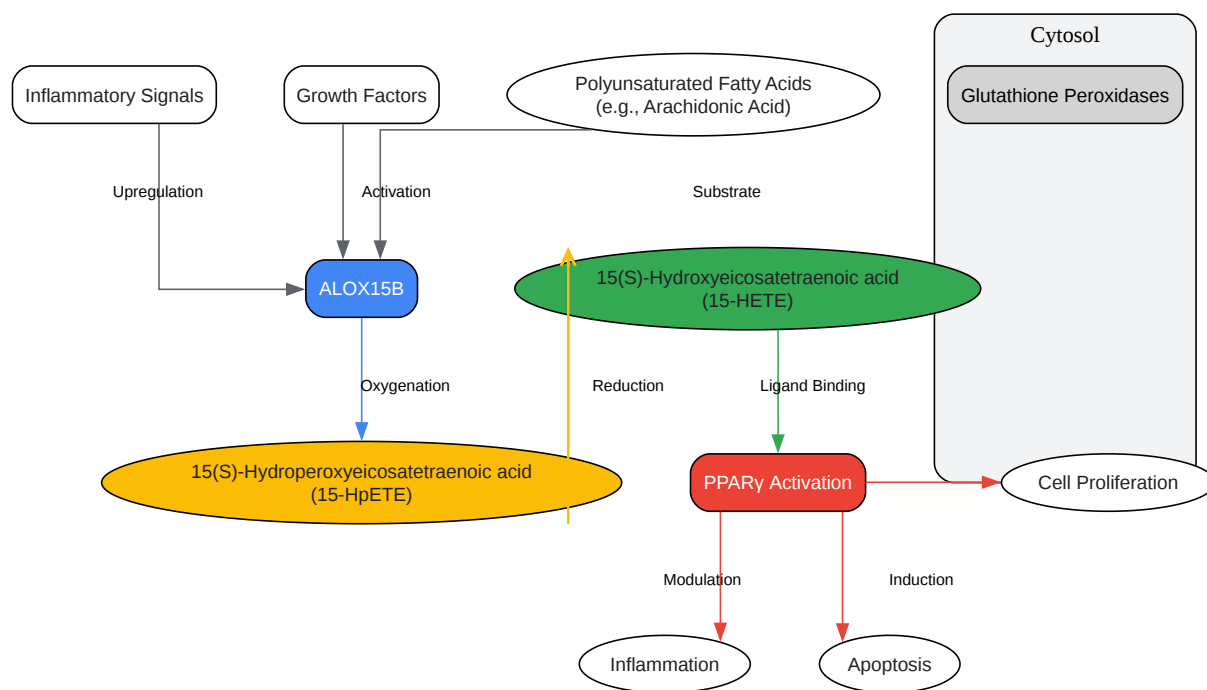 Cytosol
Inflammatory Signals
Growth Factors
Polyunsaturated Fatty Acids
(e.g., Arachidonic Acid)
Glutathione Peroxidases
Upregulation
Activation
Substrate
ALOX15B
15(S)-Hydroxyeicosatetraenoic acid
(15-HETE)
Oxygenation
Reduction
Ligand Binding
15(S)-Hydroperoxyeicosatetraenoic acid
(15-HpETE)
PPARγ Activation
Cell Proliferation
Modulation
Induction
Inflammation
Apoptosis